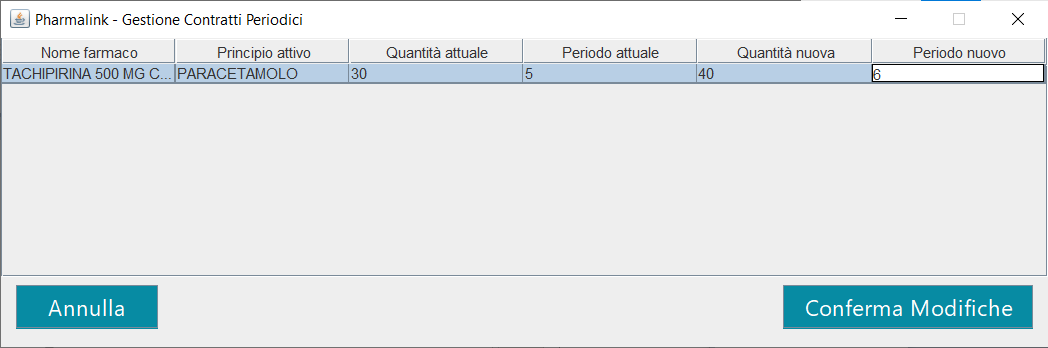 Pharmalink - Gestione Contratti Periodici
Nome farmaco Principio attivo Quantità attuale Periodo attuale Quantità nuova Periodo nuovo
TACHIPIRINA 500 MG C... PARACETAMOLO 30 5 40 6
Annulla Conferma Modifiche